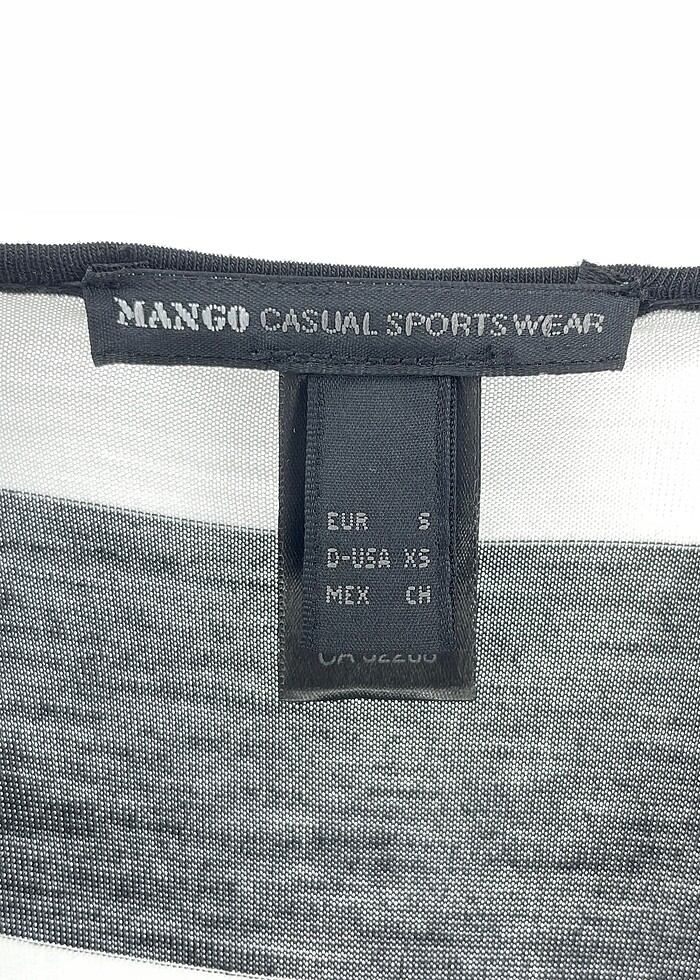 MANGO CASUAL SPORTSWEAR
EUR S
D-USA XS
MEX CH